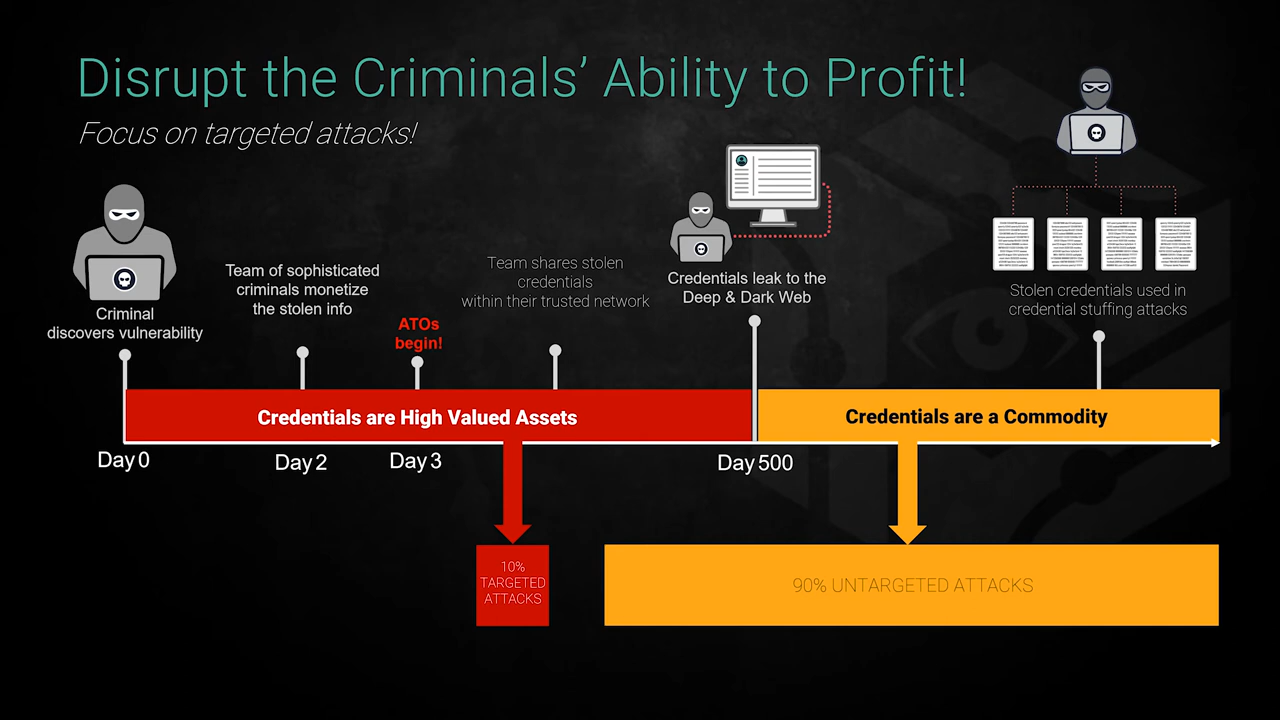 Disrupt the Criminals’ Ability to Profit!
Focus on targeted attacks!
Criminal
discovers vulnerability
Team of sophisticated
criminals monetize
the stolen info
ATOs
begin!
Team shares stolen
credentials
within their trusted network
Credentials leak to the
Deep & Dark Web
Stolen credentials used in
credential stuffing attacks
Credentials are High Valued Assets
Credentials are a Commodity
Day 0
Day 2
Day 3
Day 500
10%
TARGETED
ATTACKS
90% UNTARGETED ATTACKS